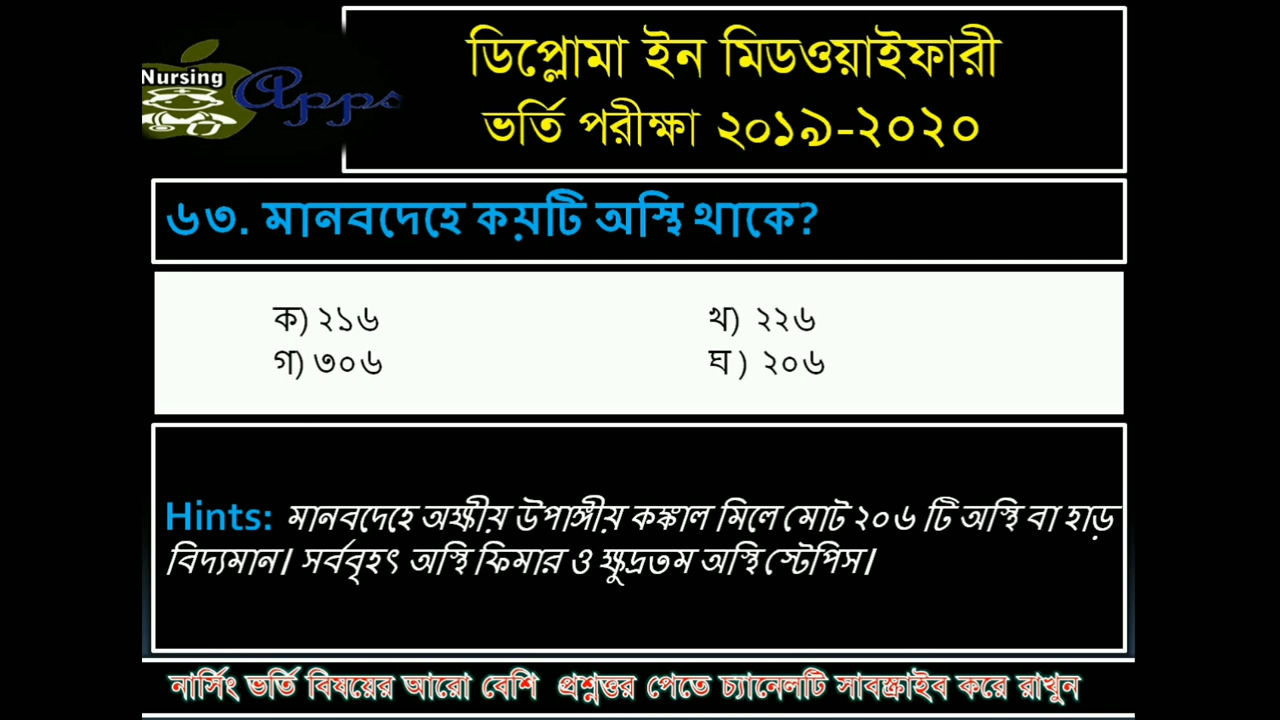 ডিপ্লোমা ইন মিডওয়াইফারী
ভর্তি পরীক্ষা ২০১৯-২০২০
Nursing
Apps
৬৩. মানবদেহে কয়টি অস্থি থাকে?
ক) ২১৬ খ) ২২৬
গ) ৩০৬ ঘ ) ২০৬
Hints: মানবদেহে অক্ষীয় উপাঙ্গীয় কঙ্কাল মিলে মোট ২০৬ টি অস্থি বা হাড়
বিদ্যমান। সর্ববৃহৎ অস্থি ফিমার ও ক্ষুদ্রতম অস্থি স্টেপিস।
নার্সিং ভর্তি বিষয়ের আরো বেশি প্রশ্নত্তর পেতে চ্যানেলটি সাবস্ক্রাইব করে রাখুন